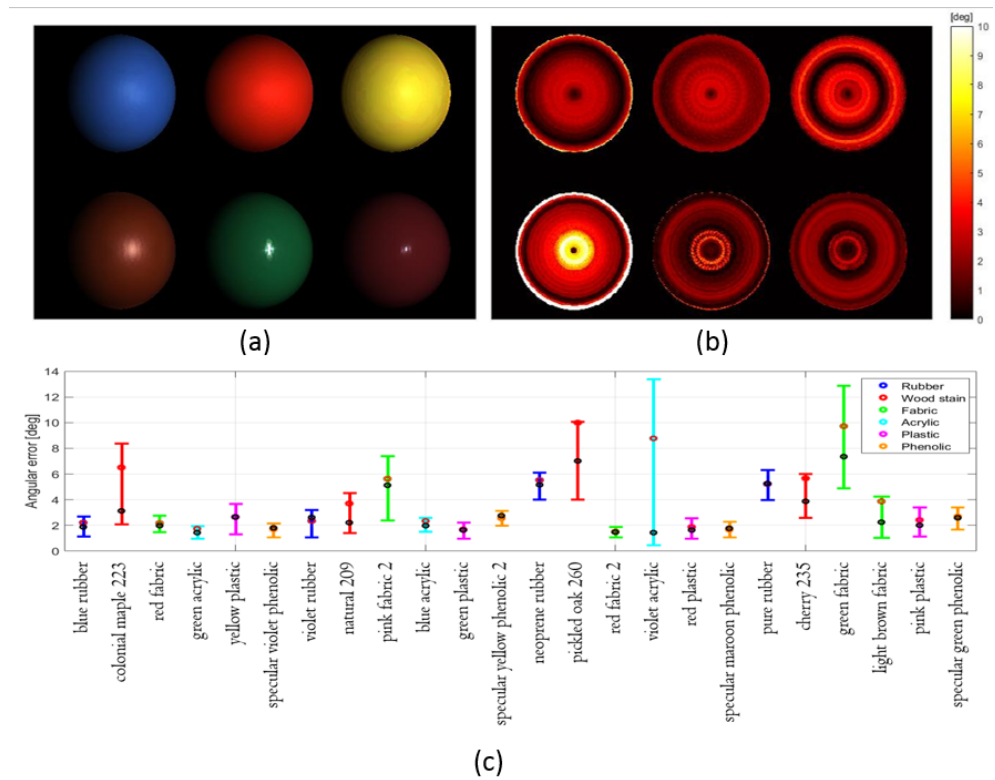 [deg]
10
9
8
7
6
5
4
3
2
1
0
(a)
(b)
14
12
10
8
6
4
2
0
Angular error [deg]
Rubber
Wood stain
Fabric
Acrylic
Plastic
Phenolic
blue rubber
colonial maple 223
red fabric
green acrylic
yellow plastic
specular violet phenolic
violet rubber
natural 209
pink fabric 2
blue acrylic
green plastic
specular yellow phenolic 2
neoprene rubber
pickled oak 260
red fabric 2
violet acrylic
red plastic
specular maroon phenolic
pure rubber
cherry 235
green fabric
light brown fabric
pink plastic
specular green phenolic
(c)